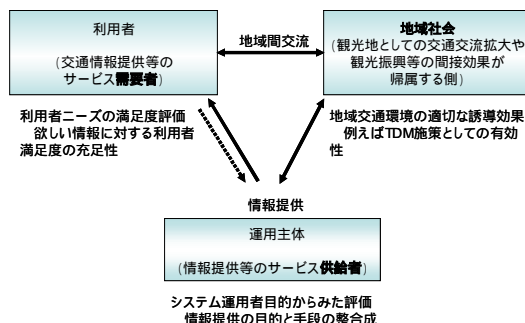 利用者
(交通情報提供等の
サービス需要者)
地域間交流
地域社会
(観光地としての交通交流拡大や
観光振興等の間接効果が
帰属する側)
利用者ニーズの満足度評価
欲しい情報に対する利用者
満足度の充足性
地域交通環境の適切な誘導効果
例えばTDM施策としての有効
性
情報提供
運用主体
(情報提供等のサービス供給者)
システム運用者目的からみた評価
情報提供の目的と手段の整合成